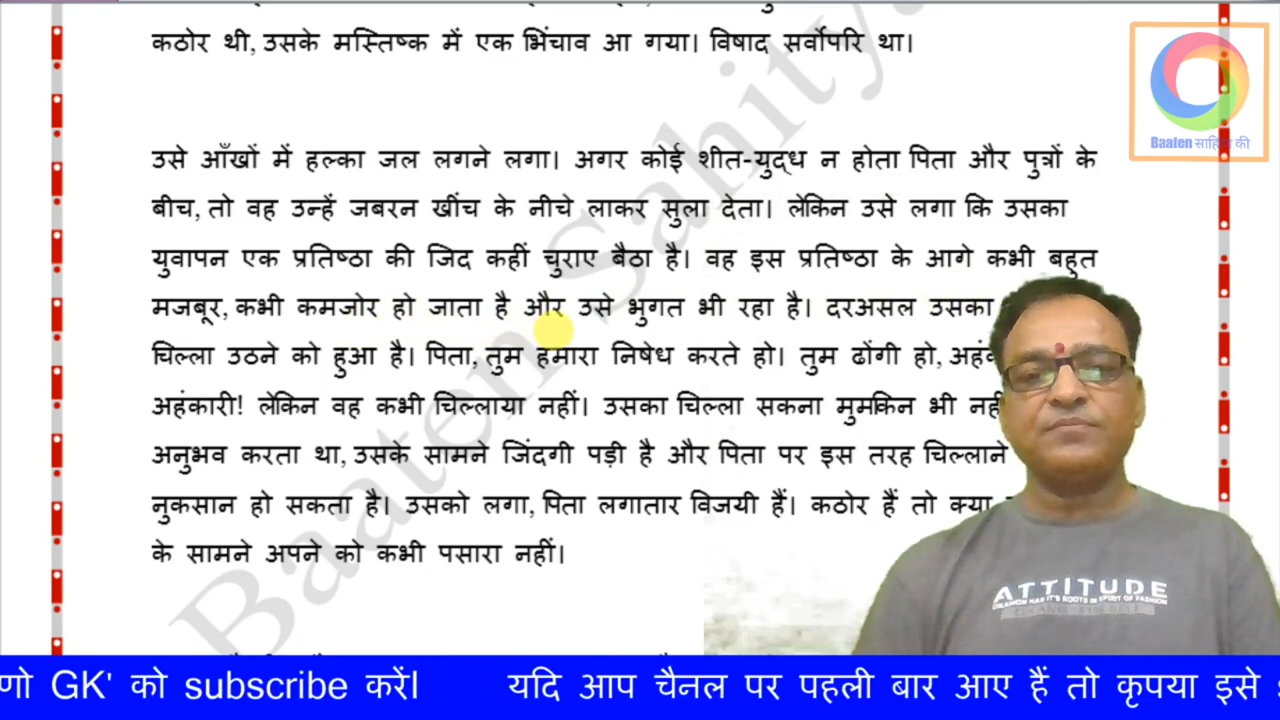 कठोर थी, उसके मस्तिष्क में एक भिंचाव आ गया। विषाद सर्वोपरि था।
उसे आँखों में हल्का जल लगने लगा। अगर कोई शीत-युद्ध न होता पिता और पुत्रों के
बीच, तो वह उन्हें जबरन खींच के नीचे लाकर सुला देता। लेकिन उसे लगा कि उसका
युवापन एक प्रतिष्ठा की जिद कहीं चुराए बैठा है। वह इस प्रतिष्ठा के आगे कभी बहुत
मजबूर, कभी कमजोर हो जाता है और उसे भुगत भी रहा है। दरअसल उसका
चिल्ला उठने को हुआ है। पिता, तुम हमारा निषेध करते हो। तुम ढोंगी हो,
अहंकारी! लेकिन वह कभी चिल्लाया नहीं। उसका चिल्ला सकना मुमकिन भी
अनुभव करता था, उसके सामने जिंदगी पड़ी है और पिता पर इस तरह चिल्लाने
नुकसान हो सकता है। उसको लगा, पिता लगातार विजयी हैं। कठोर हैं तो क्या
के सामने अपने को कभी पसारा नहीं।
Baaten साहित्य की
Baaten Sahity
ATTITUDE
GK' को subscribe करें। यदि आप चैनल पर पहली बार आए हैं तो कृपया इसे